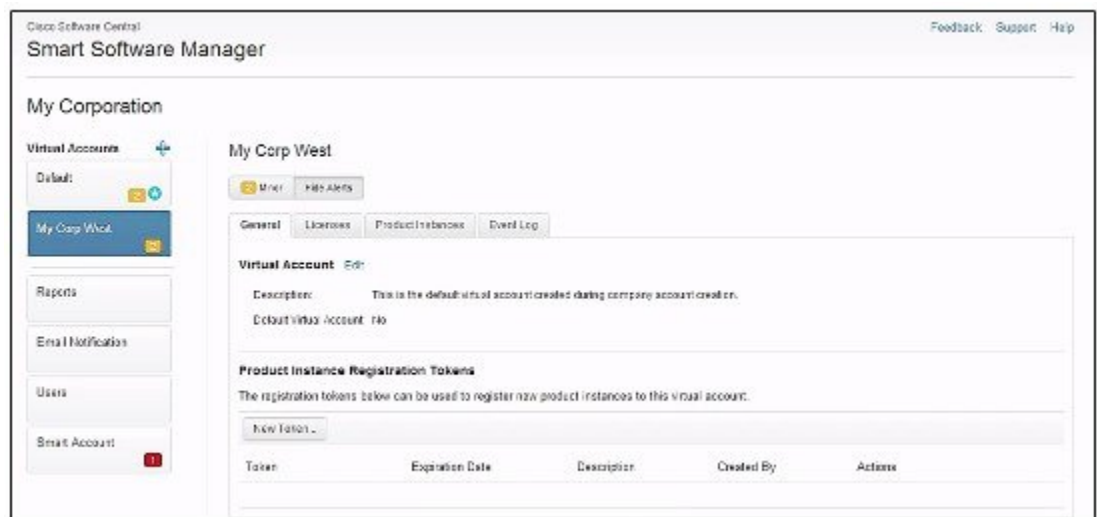 Cisco Software Central
Feedback Support Help
Smart Software Manager
My Corporation
Virtual Accounts
Default
My Corp West
Reports
Email Notification
Users
Smart Account
My Corp West
Minor Hide Alerts
General Licenses Product Instances Event Log
Virtual Account Edit
Description: This is the default virtual account created during company account creation.
Default Virtual Account: No
Product Instance Registration Tokens
The registration tokens below can be used to register new product instances to this virtual account.
New Token...
Token Expiration Date Description Created By Actions